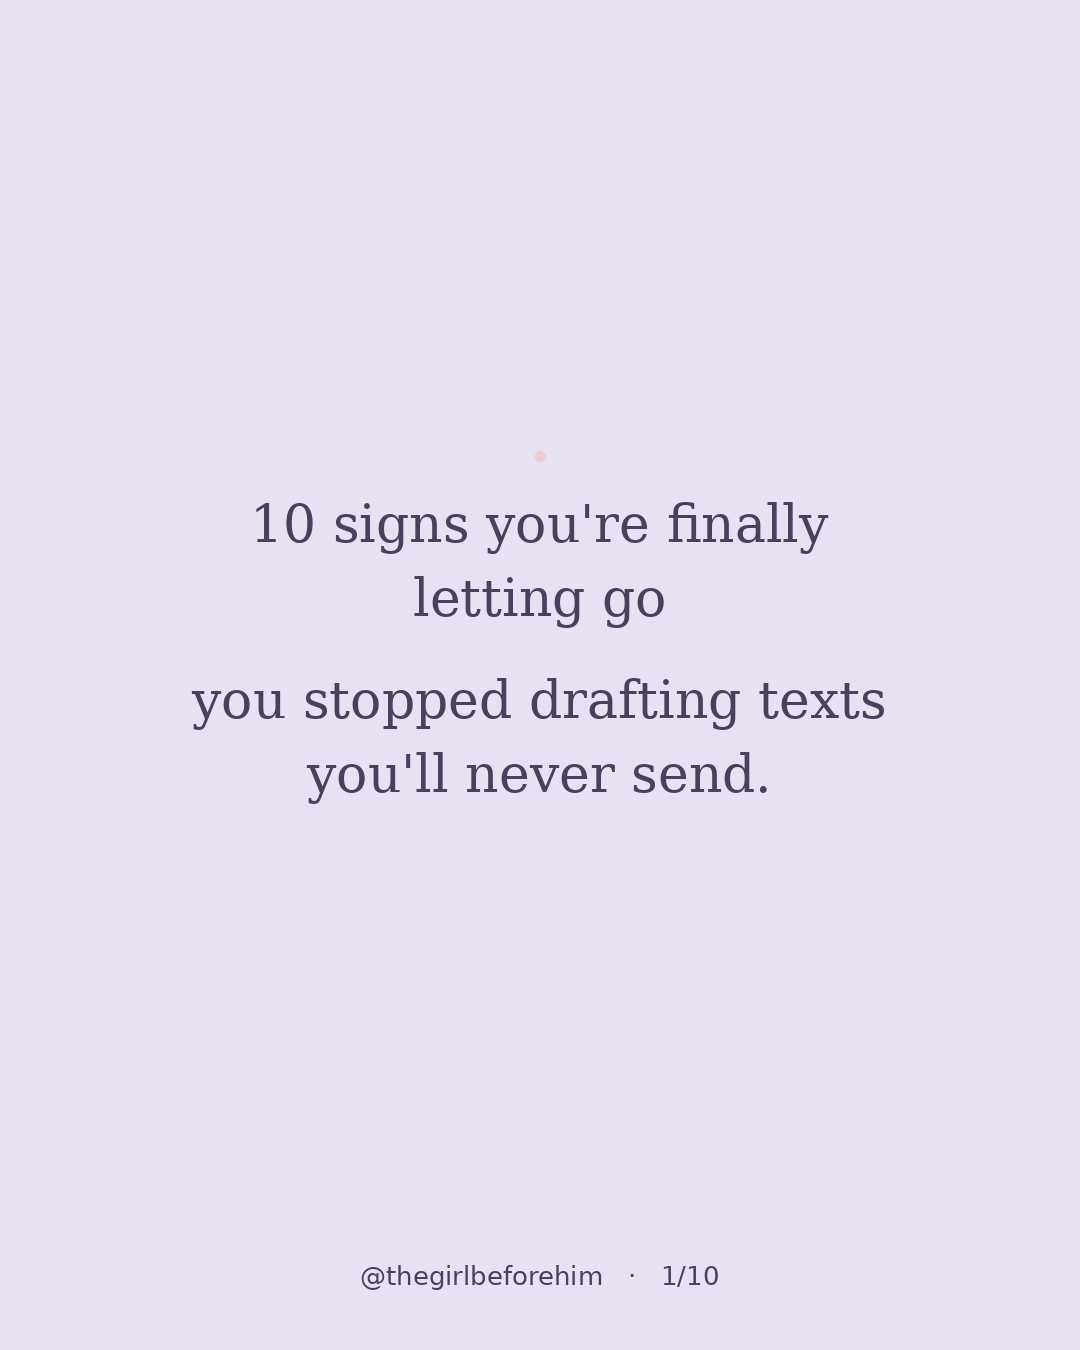 10 signs you're finally
letting go
you stopped drafting texts
you'll never send.
@thegirlbeforehim · 1/10